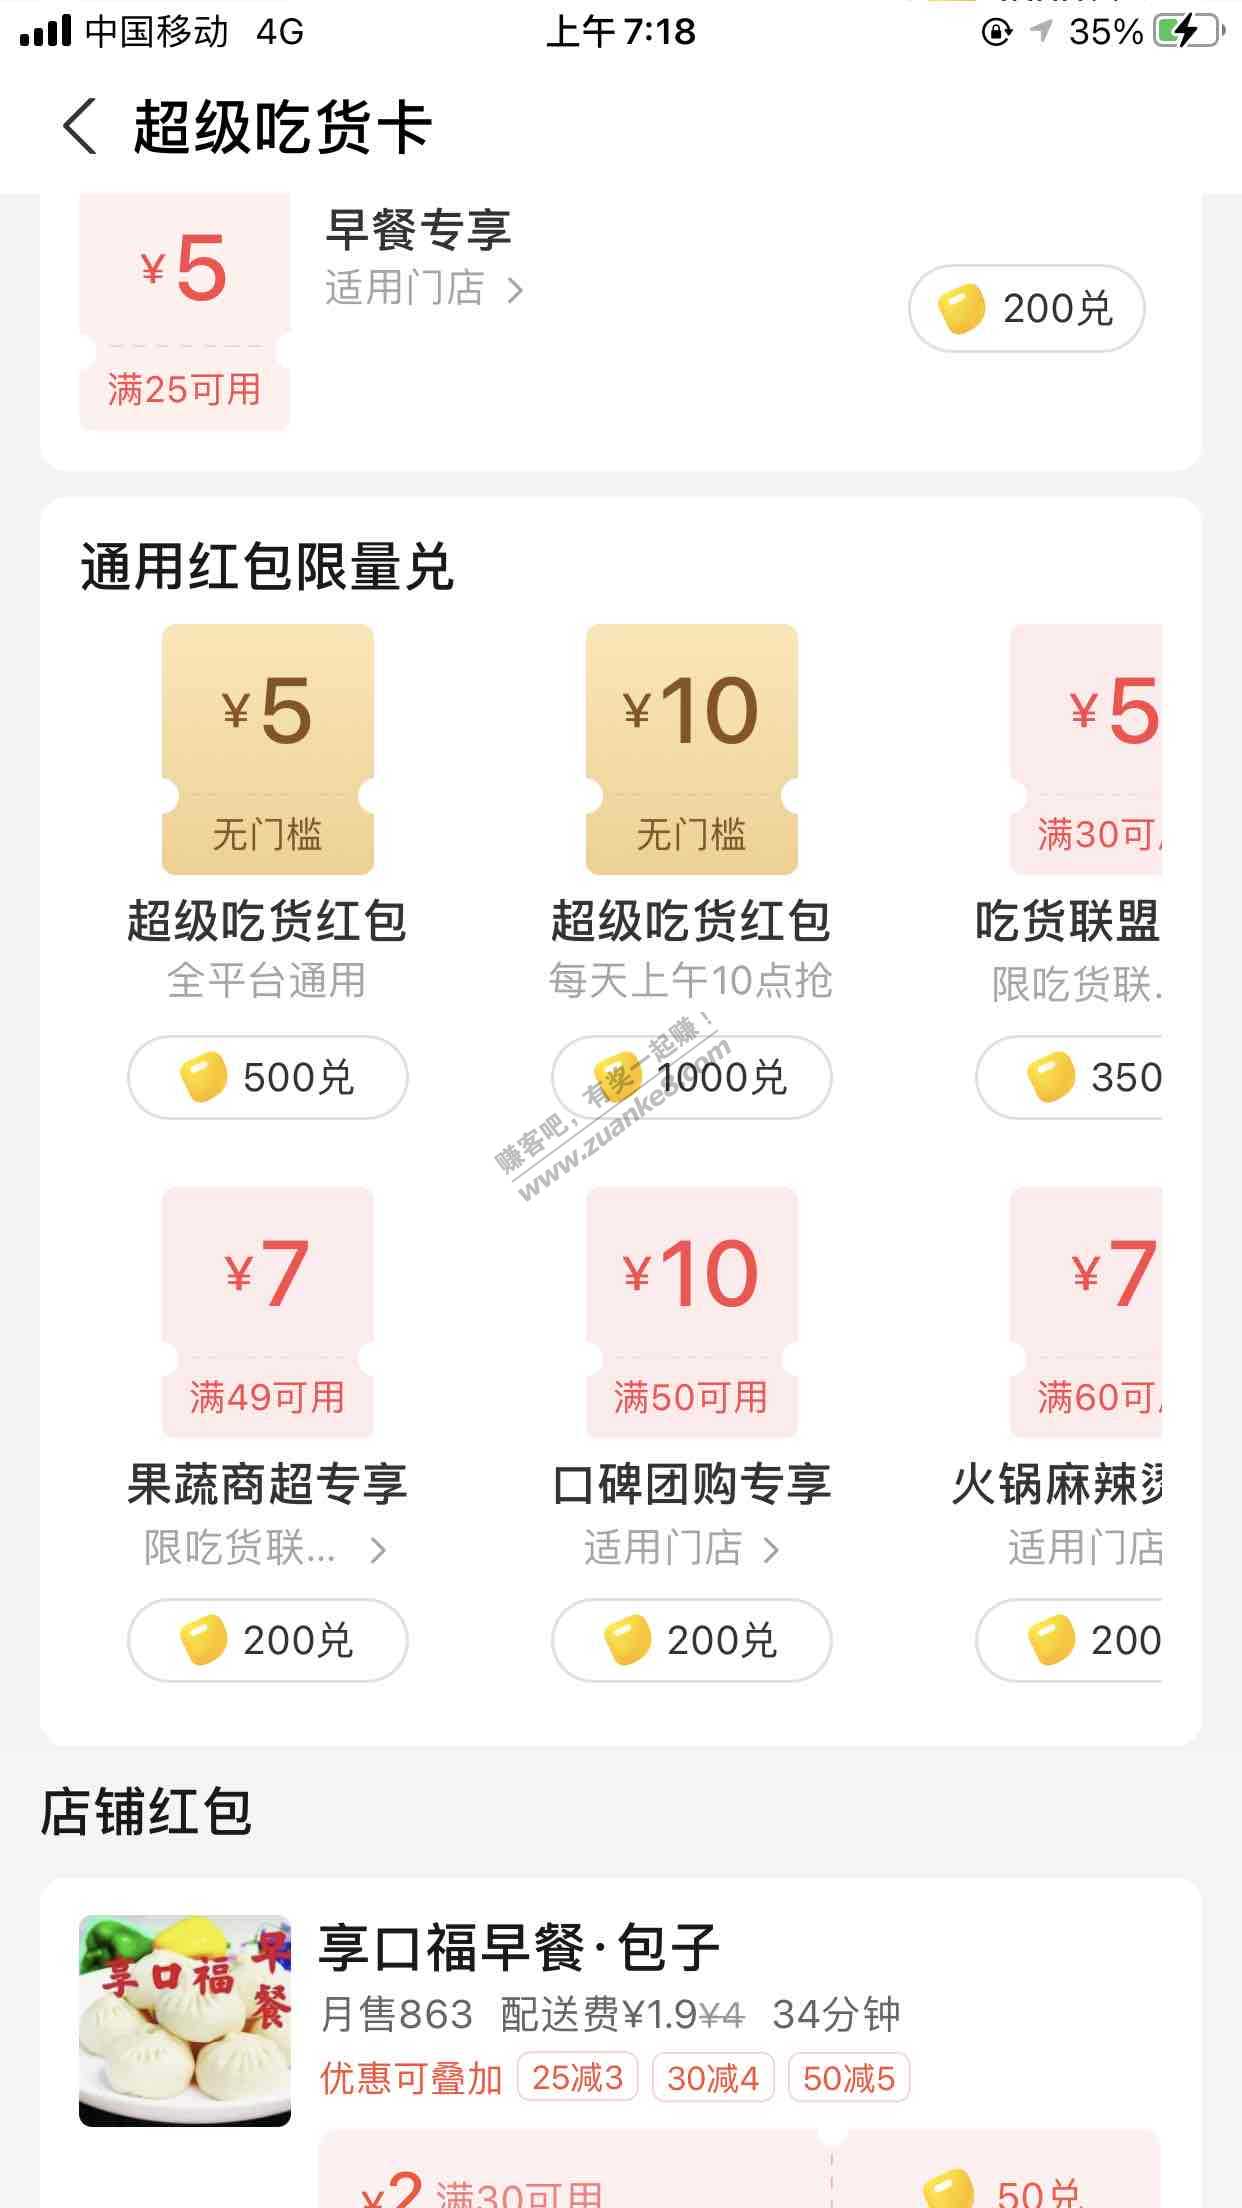 中国移动 4G 上午7:18 35%
超级吃货卡
¥5
早餐专享
适用门店 >
200兑
满25可用
通用红包限量兑
¥5 ¥10 ¥5
无门槛 无门槛 满30可
超级吃货红包 超级吃货红包 吃货联盟
全平台通用 每天上午10点抢 限吃货联.
500兑 1000兑 350
赚客吧，有奖一起赚！
www.zuanke8.com
¥7 ¥10 ¥7
满49可用 满50可用 满60可
果蔬商超专享 口碑团购专享 火锅麻辣
限吃货联... > 适用门店 > 适用门店
200兑 200兑 200
店铺红包
享口福早餐
享口福早餐·包子
月售863 配送费¥1.9¥4 34分钟
优惠可叠加 25减3 30减4 50减5
¥2 满30可用 50兑